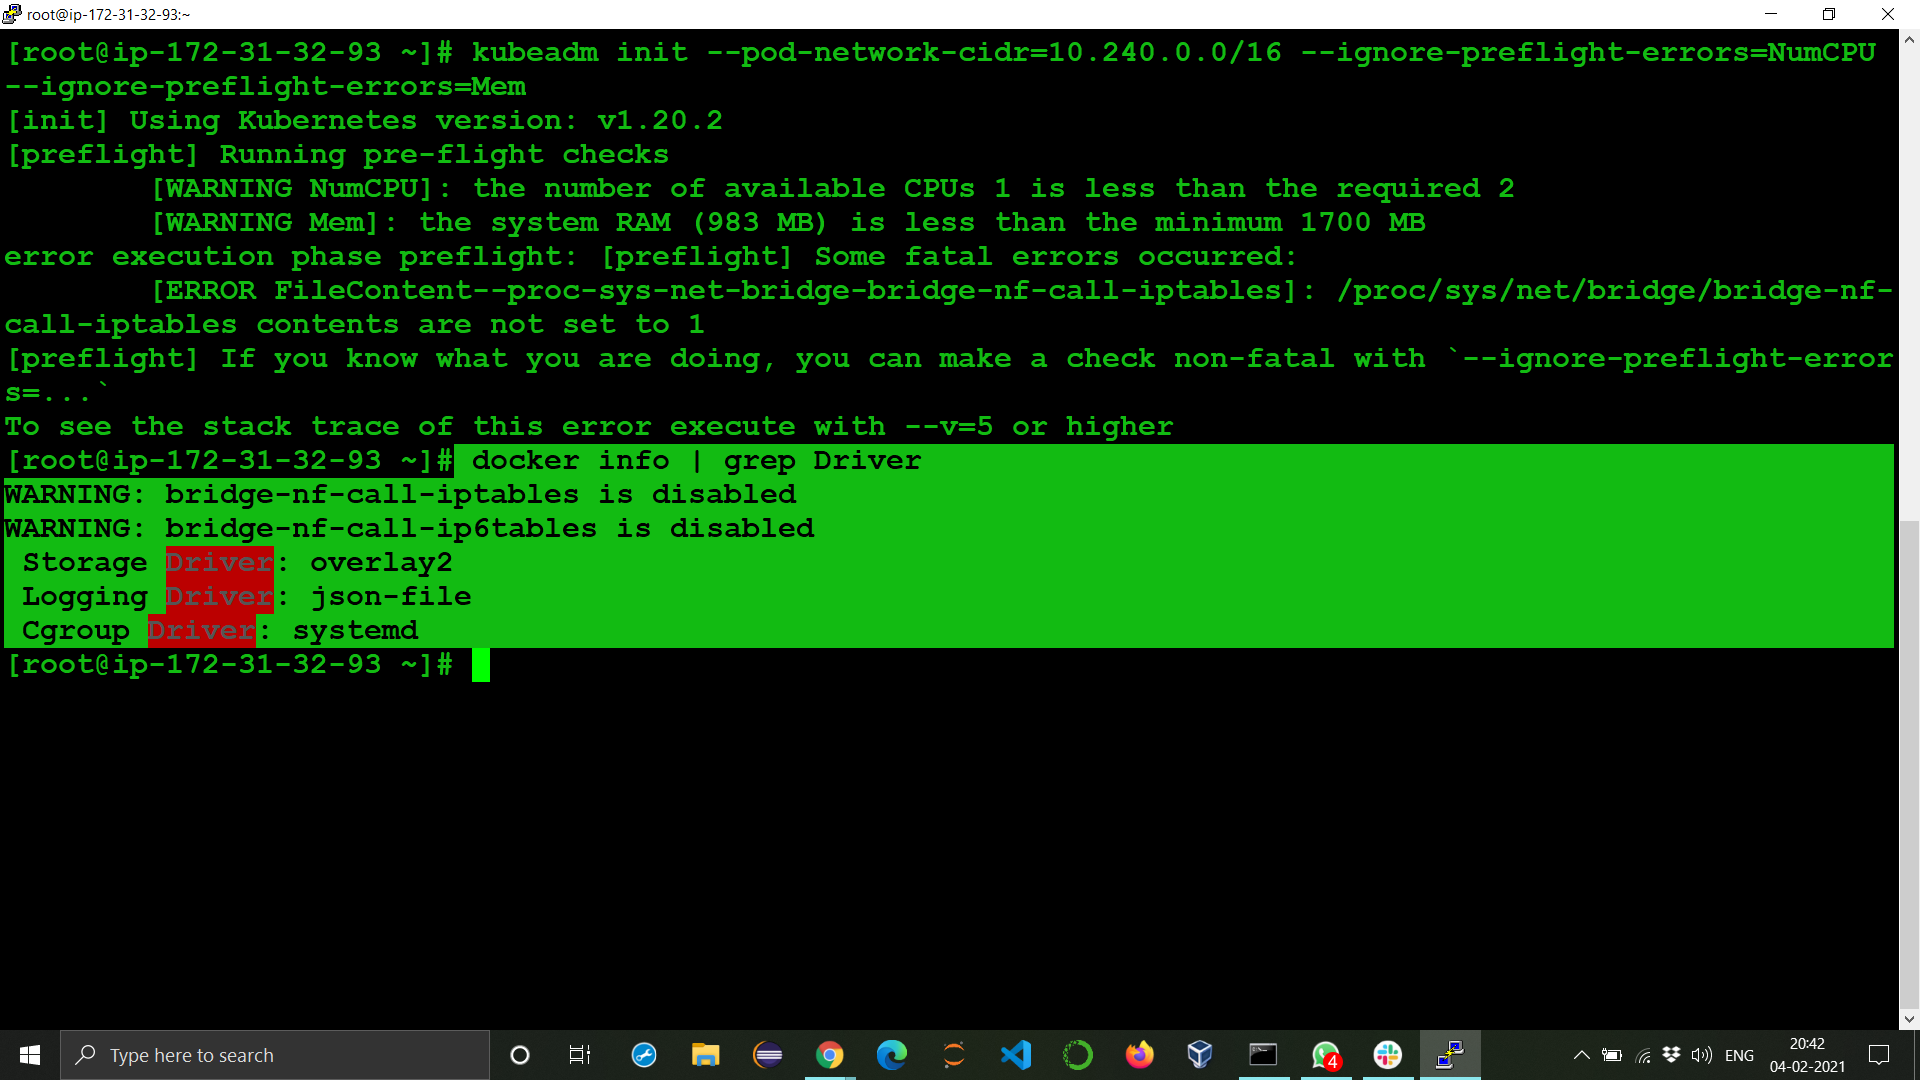 root@ip-172-31-32-93:~
[root@ip-172-31-32-93 ~]# kubeadm init --pod-network-cidr=10.240.0.0/16 --ignore-preflight-errors=NumCPU
--ignore-preflight-errors=Mem
[init] Using Kubernetes version: v1.20.2
[preflight] Running pre-flight checks
[WARNING NumCPU]: the number of available CPUs 1 is less than the required 2
[WARNING Mem]: the system RAM (983 MB) is less than the minimum 1700 MB
error execution phase preflight: [preflight] Some fatal errors occurred:
[ERROR FileContent--proc-sys-net-bridge-bridge-nf-call-iptables]: /proc/sys/net/bridge/bridge-nf-
call-iptables contents are not set to 1
[preflight] If you know what you are doing, you can make a check non-fatal with `--ignore-preflight-error
s=...`
To see the stack trace of this error execute with --v=5 or higher
[root@ip-172-31-32-93 ~]# docker info | grep Driver
WARNING: bridge-nf-call-iptables is disabled
WARNING: bridge-nf-call-ip6tables is disabled
Storage Driver: overlay2
Logging Driver: json-file
Cgroup Driver: systemd
[root@ip-172-31-32-93 ~]#
Type here to search
4
ENG
20:42
04-02-2021